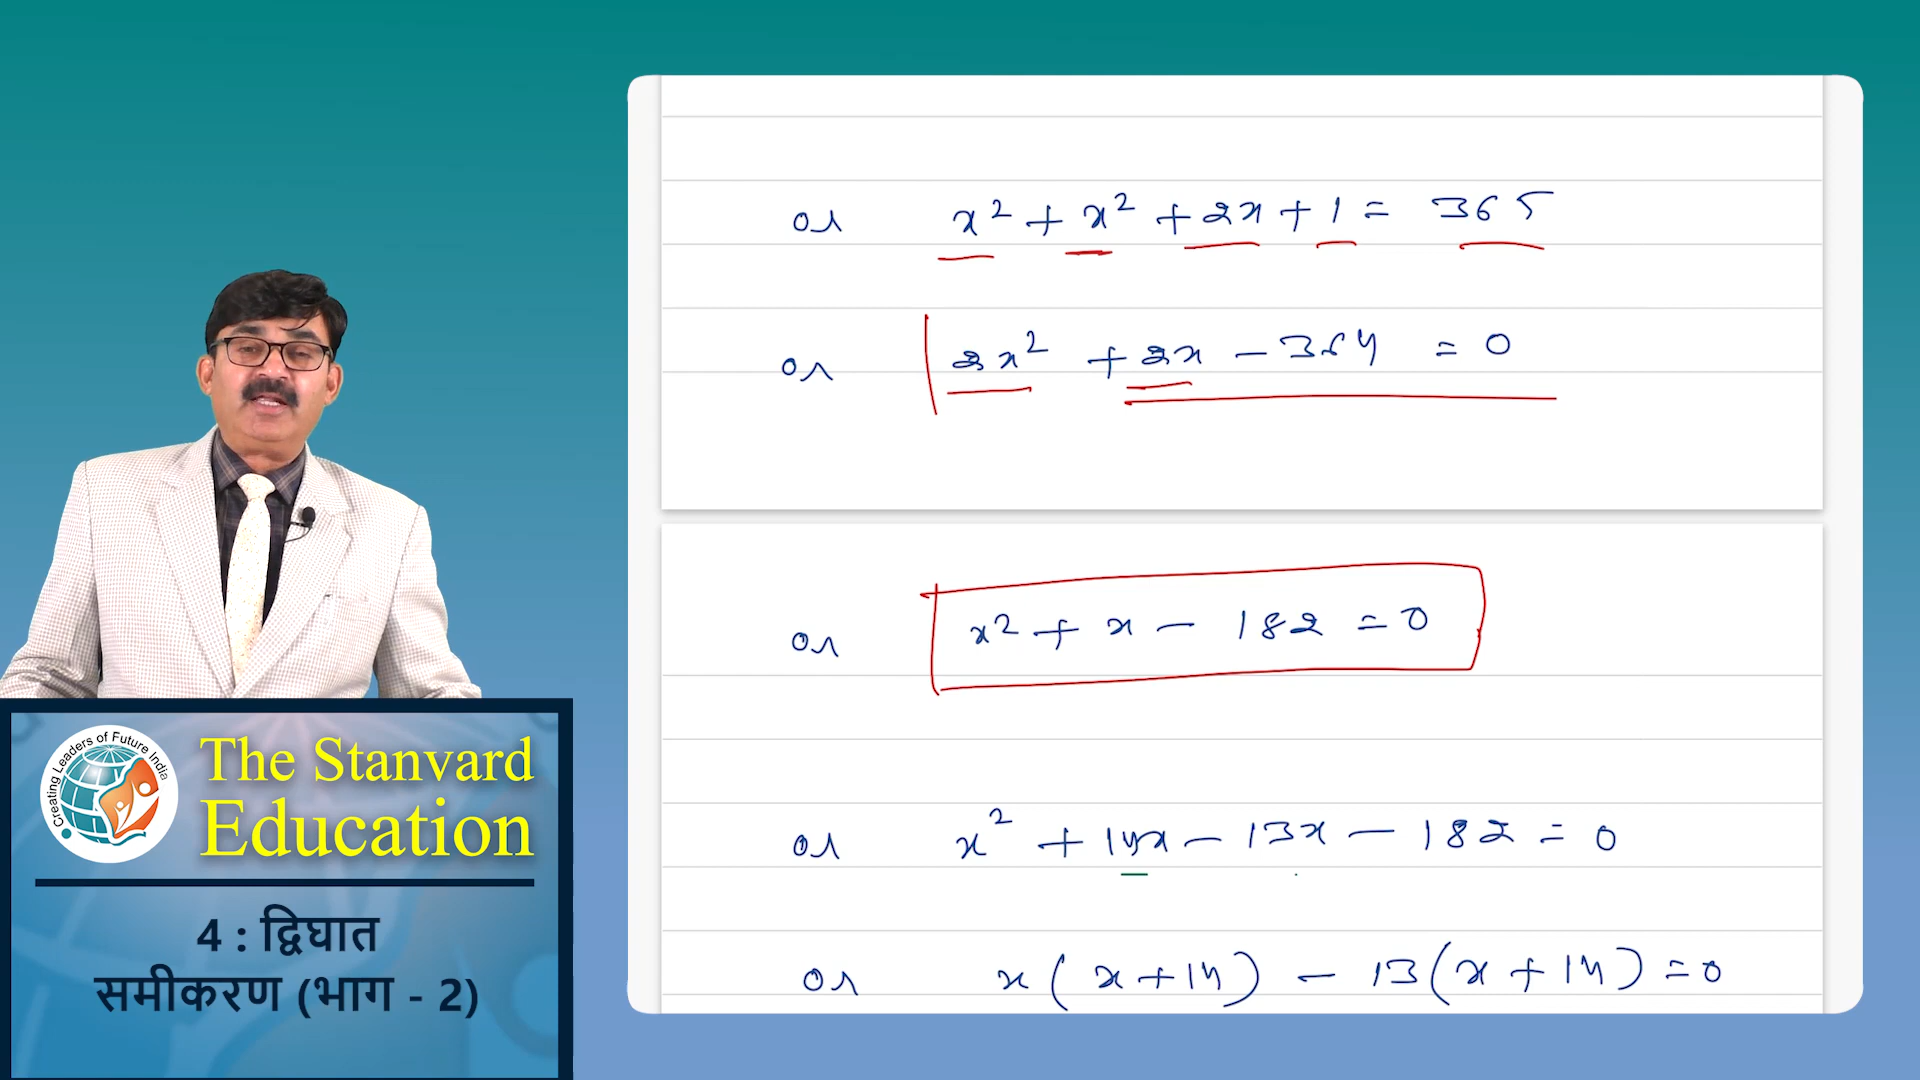 or x² + x² + 2x + 1 = 365
or 2x² + 2x - 364 = 0
or x² + x - 182 = 0
or x² + 14x - 13x - 182 = 0
or x(x + 14) - 13(x + 14) = 0
Creating Leaders of Future India
The Stanvard
Education
4 : द्विघात
समीकरण (भाग - 2)